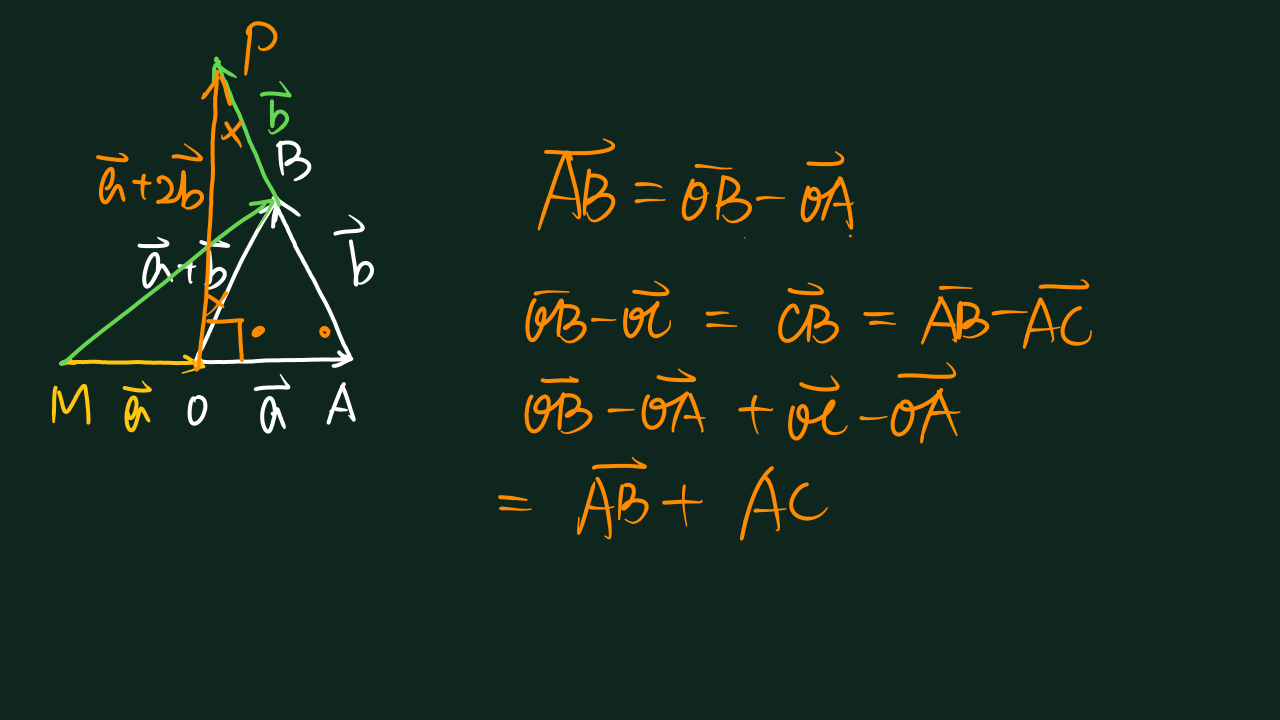 P
b⃗
B
a⃗+2b⃗
a⃗+b⃗
b⃗
M a⃗ O a⃗ A
AB⃗ = OB⃗ − OA⃗
OB⃗ − OC⃗ = CB⃗ = AB⃗ − AC⃗
OB⃗ − OA⃗ + OC⃗ − OA⃗
= AB⃗ + AC